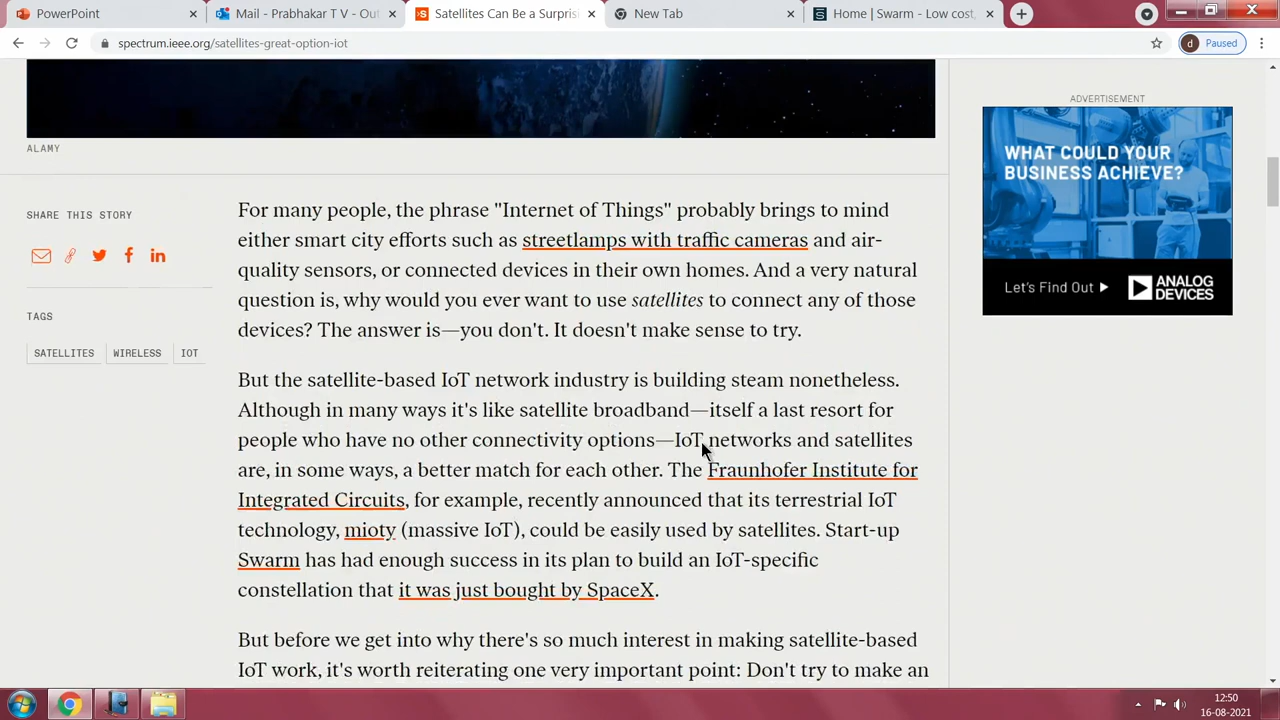 PowerPoint
Mail - Prabhakar T V - Out
Satellites Can Be a Surpris
New Tab
Home | Swarm - Low cost
spectrum.ieee.org/satellites-great-option-iot
d Paused
ALAMY
ADVERTISEMENT
WHAT COULD YOUR
BUSINESS ACHIEVE?
Let's Find Out
ANALOG
DEVICES
SHARE THIS STORY
TAGS
SATELLITES
WIRELESS
IOT
For many people, the phrase "Internet of Things" probably brings to mind
either smart city efforts such as streetlamps with traffic cameras and air-
quality sensors, or connected devices in their own homes. And a very natural
question is, why would you ever want to use satellites to connect any of those
devices? The answer is—you don't. It doesn't make sense to try.
But the satellite-based IoT network industry is building steam nonetheless.
Although in many ways it's like satellite broadband—itself a last resort for
people who have no other connectivity options—IoT networks and satellites
are, in some ways, a better match for each other. The Fraunhofer Institute for
Integrated Circuits, for example, recently announced that its terrestrial IoT
technology, mioty (massive IoT), could be easily used by satellites. Start-up
Swarm has had enough success in its plan to build an IoT-specific
constellation that it was just bought by SpaceX.
But before we get into why there's so much interest in making satellite-based
IoT work, it's worth reiterating one very important point: Don't try to make an
12:50
16-08-2021